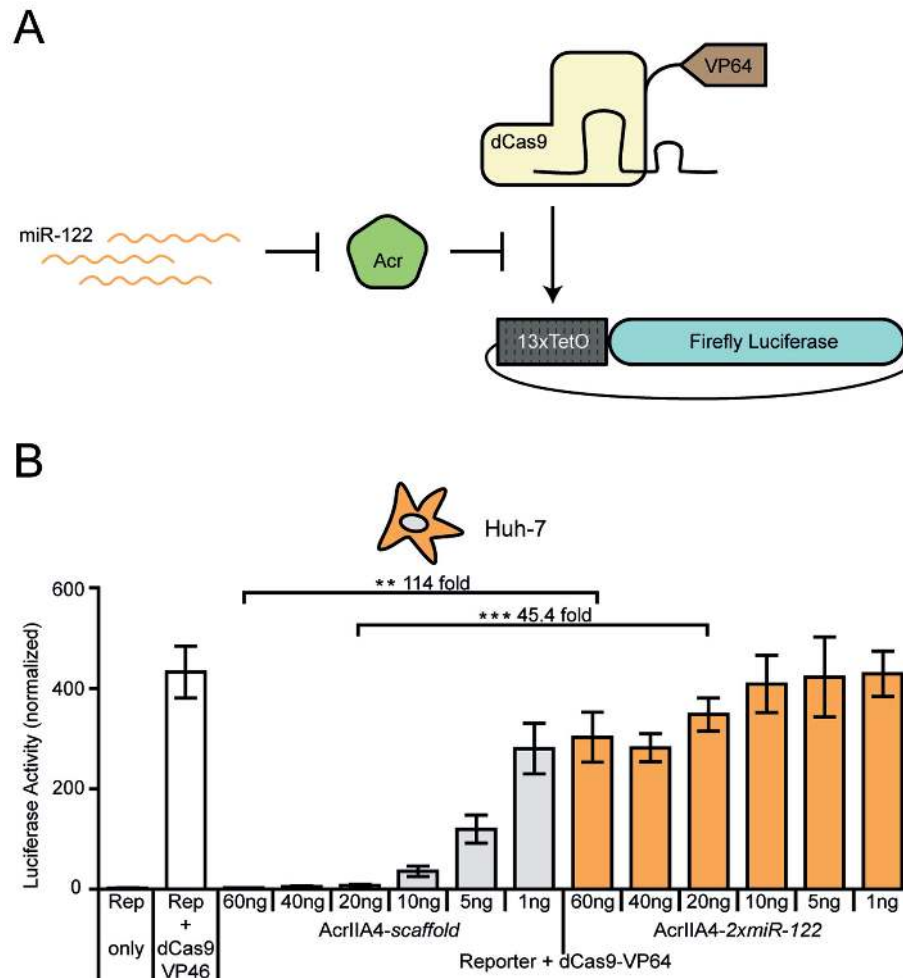 A
VP64
dCas9
miR-122
Acr
13xTetO
Firefly Luciferase
B
Huh-7
** 114 fold
*** 45.4 fold
Luciferase Activity (normalized)
600
400
200
0
Rep only
Rep + dCas9 VP46
60ng 40ng 20ng 10ng 5ng 1ng 60ng 40ng 20ng 10ng 5ng 1ng
AcrIIA4-scaffold AcrIIA4-2xmiR-122
Reporter + dCas9-VP64